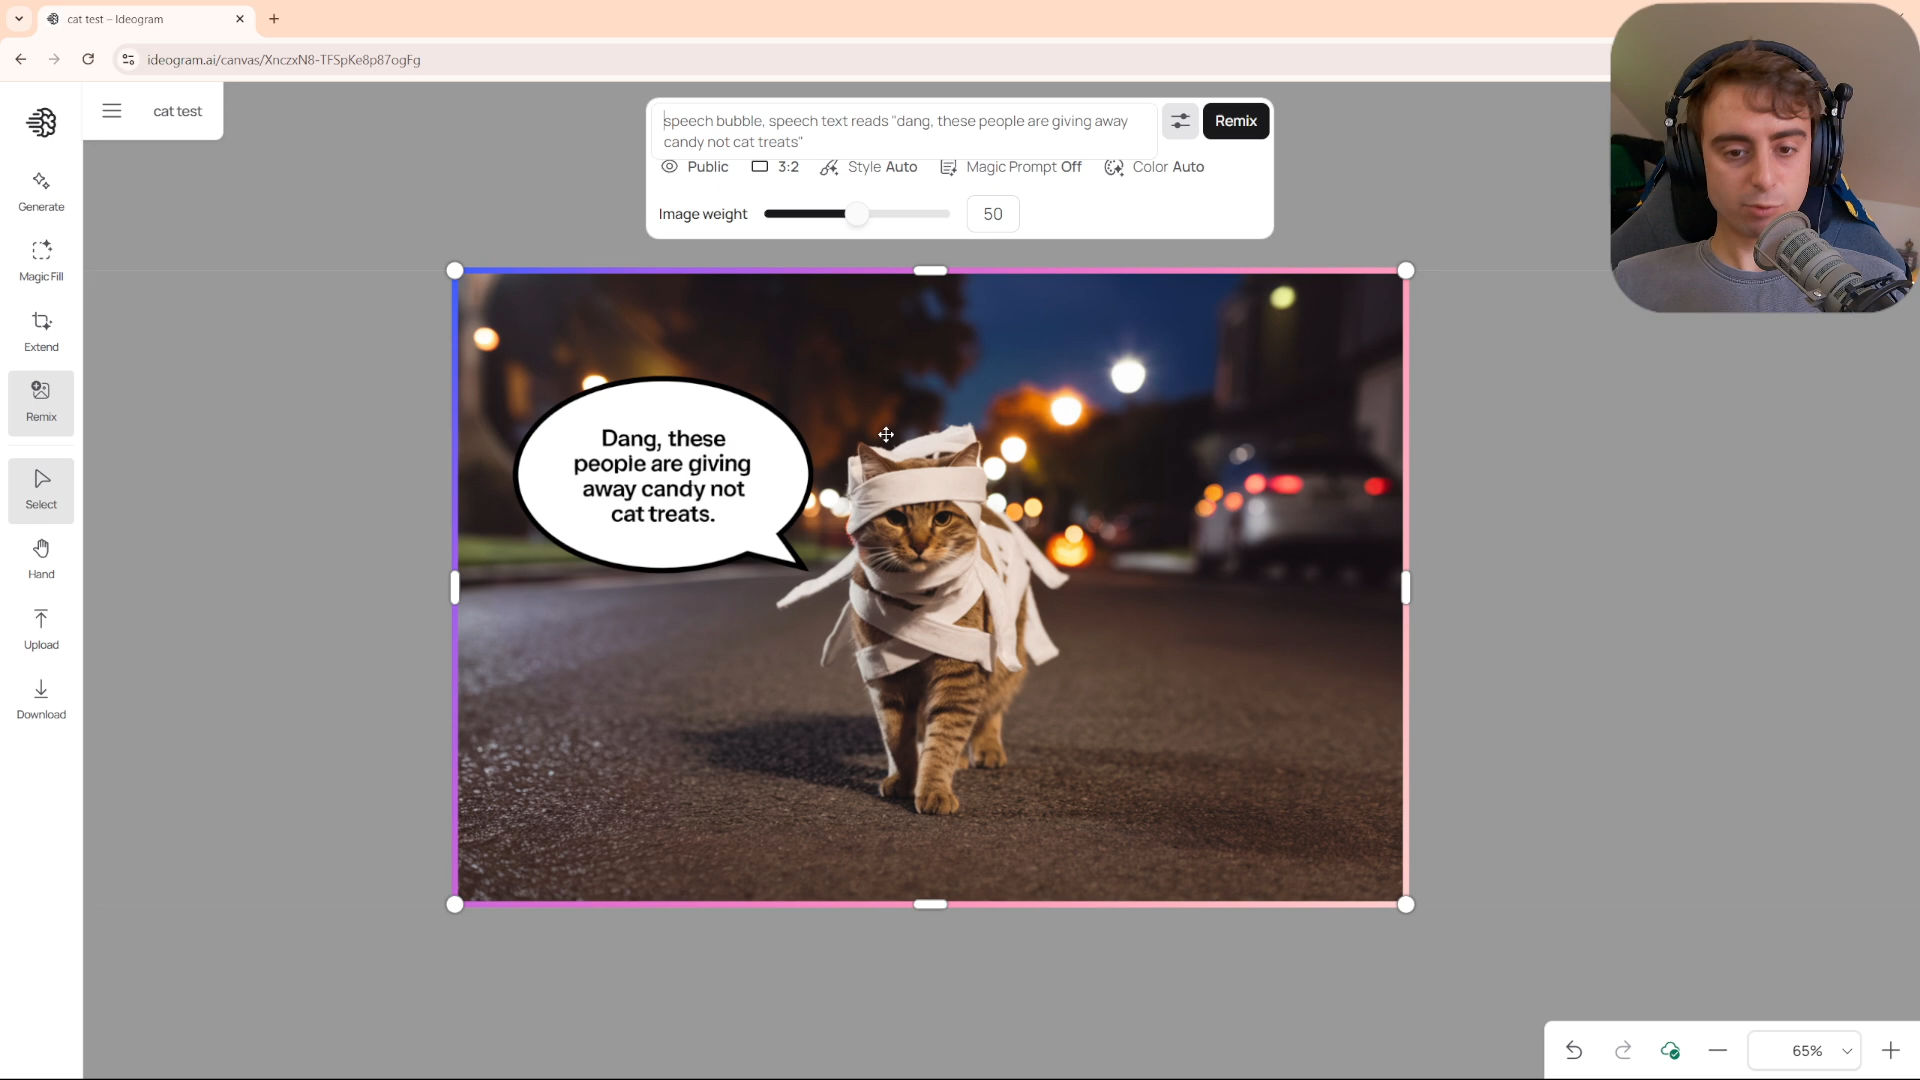 cat test – Ideogram
ideogram.ai/canvas/XnczxN8-TFSpKe8p87ogFg
cat test
speech bubble, speech text reads "dang, these people are giving away
candy not cat treats"
Remix
Public 3:2 Style Auto Magic Prompt Off Color Auto
Image weight 50
Generate
Magic Fill
Extend
Remix
Select
Hand
Upload
Download
Dang, these
people are giving
away candy not
cat treats.
65%